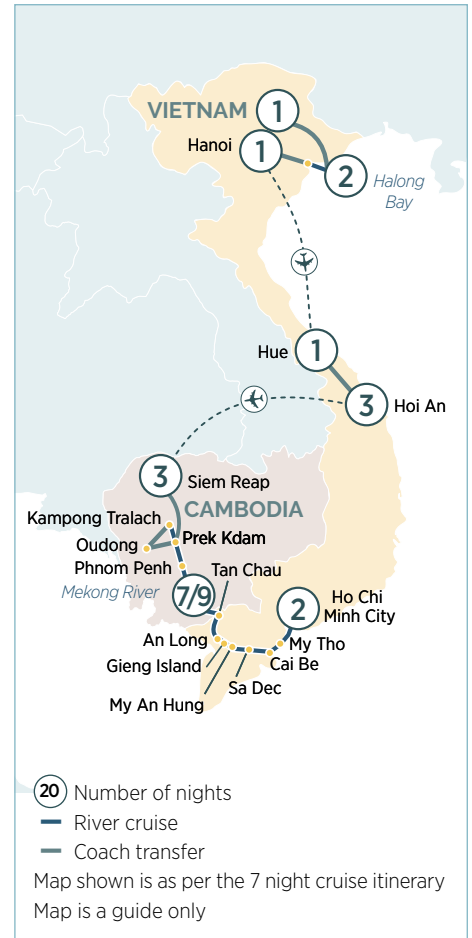 VIETNAM
1
Hanoi
1
2
Halong
Bay
Hue
1
3
Hoi An
3
Siem Reap
CAMBODIA
Kampong Tralach
Prek Kdam
Oudong
Phnom Penh
Tan Chau
Mekong River
7/9
2
Ho Chi
Minh City
An Long
My Tho
Gieng Island
Cai Be
Sa Dec
My An Hung
20 Number of nights
River cruise
Coach transfer
Map shown is as per the 7 night cruise itinerary
Map is a guide only